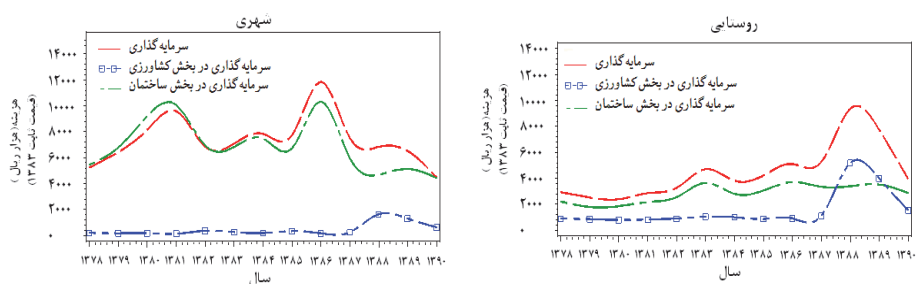 شهری
هزینه (هزار ریال)
(قیمت ثابت ۱۳۸۳)
۱۴۰۰۰
۱۲۰۰۰
۱۰۰۰۰
۸۰۰۰
۶۰۰۰
۴۰۰۰
۲۰۰۰
۰
سرمایه گذاری
سرمایه گذاری در بخش کشاورزی
سرمایه گذاری در بخش ساختمان
۱۳۷۸ ۱۳۷۹ ۱۳۸۰ ۱۳۸۱ ۱۳۸۲ ۱۳۸۳ ۱۳۸۴ ۱۳۸۵ ۱۳۸۶ ۱۳۸۷ ۱۳۸۸ ۱۳۸۹ ۱۳۹۰
سال
روستایی
هزینه (هزار ریال)
(قیمت ثابت ۱۳۸۳)
۱۴۰۰۰
۱۲۰۰۰
۱۰۰۰۰
۸۰۰۰
۶۰۰۰
۴۰۰۰
۲۰۰۰
۰
سرمایه گذاری
سرمایه گذاری در بخش کشاورزی
سرمایه گذاری در بخش ساختمان
۱۳۷۸ ۱۳۷۹ ۱۳۸۰ ۱۳۸۱ ۱۳۸۲ ۱۳۸۳ ۱۳۸۴ ۱۳۸۵ ۱۳۸۶ ۱۳۸۷ ۱۳۸۸ ۱۳۸۹ ۱۳۹۰
سال